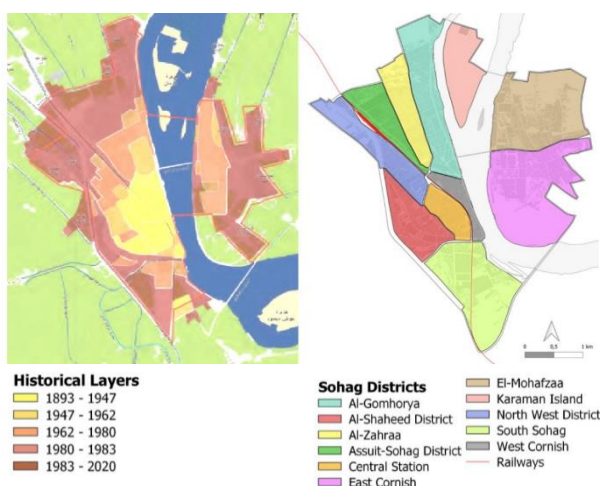 0 0,5 1 km
Historical Layers
1893 - 1947
1947 - 1962
1962 - 1980
1980 - 1983
1983 - 2020
Sohag Districts
Al-Gomhorya
Al-Shaheed District
Al-Zahraa
Assuit-Sohag District
Central Station
East Cornish
El-Mohafzaa
Karaman Island
North West District
South Sohag
West Cornish
Railways